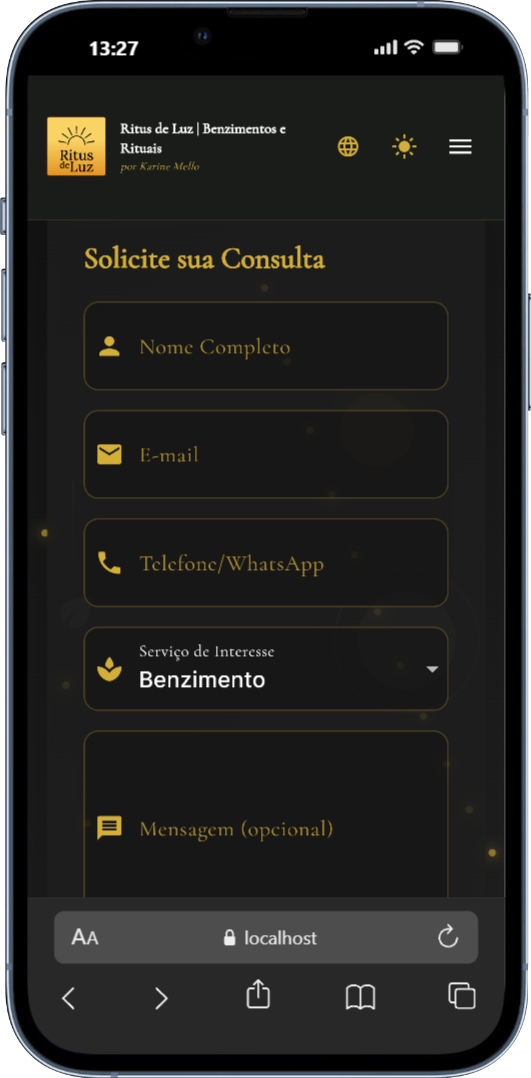 13:27
Ritus
de Luz
Ritus de Luz | Benzimentos e
Rituais
por Karine Mello
Solicite sua Consulta
Nome Completo
E-mail
Telefone/WhatsApp
Serviço de Interesse
Benzimento
Mensagem (opcional)
AA
localhost